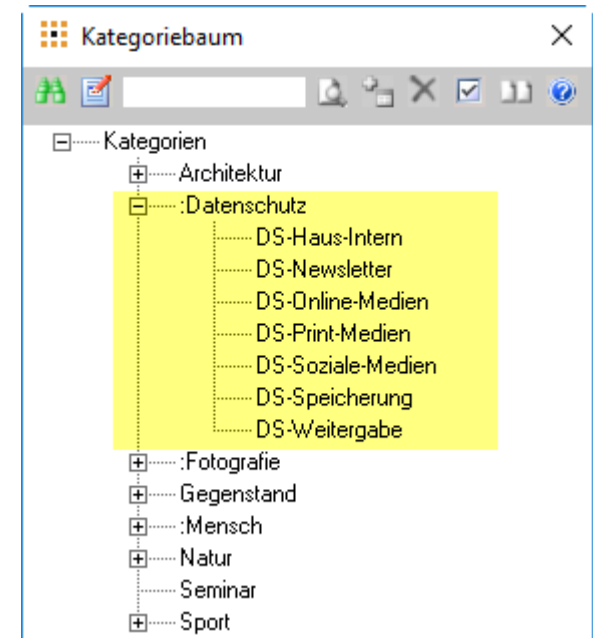 Kategoriebaum
Kategorien
Architektur
:Datenschutz
DS-Haus-Intern
DS-Newsletter
DS-Online-Medien
DS-Print-Medien
DS-Soziale-Medien
DS-Speicherung
DS-Weitergabe
:Fotografie
Gegenstand
:Mensch
Natur
Seminar
Sport